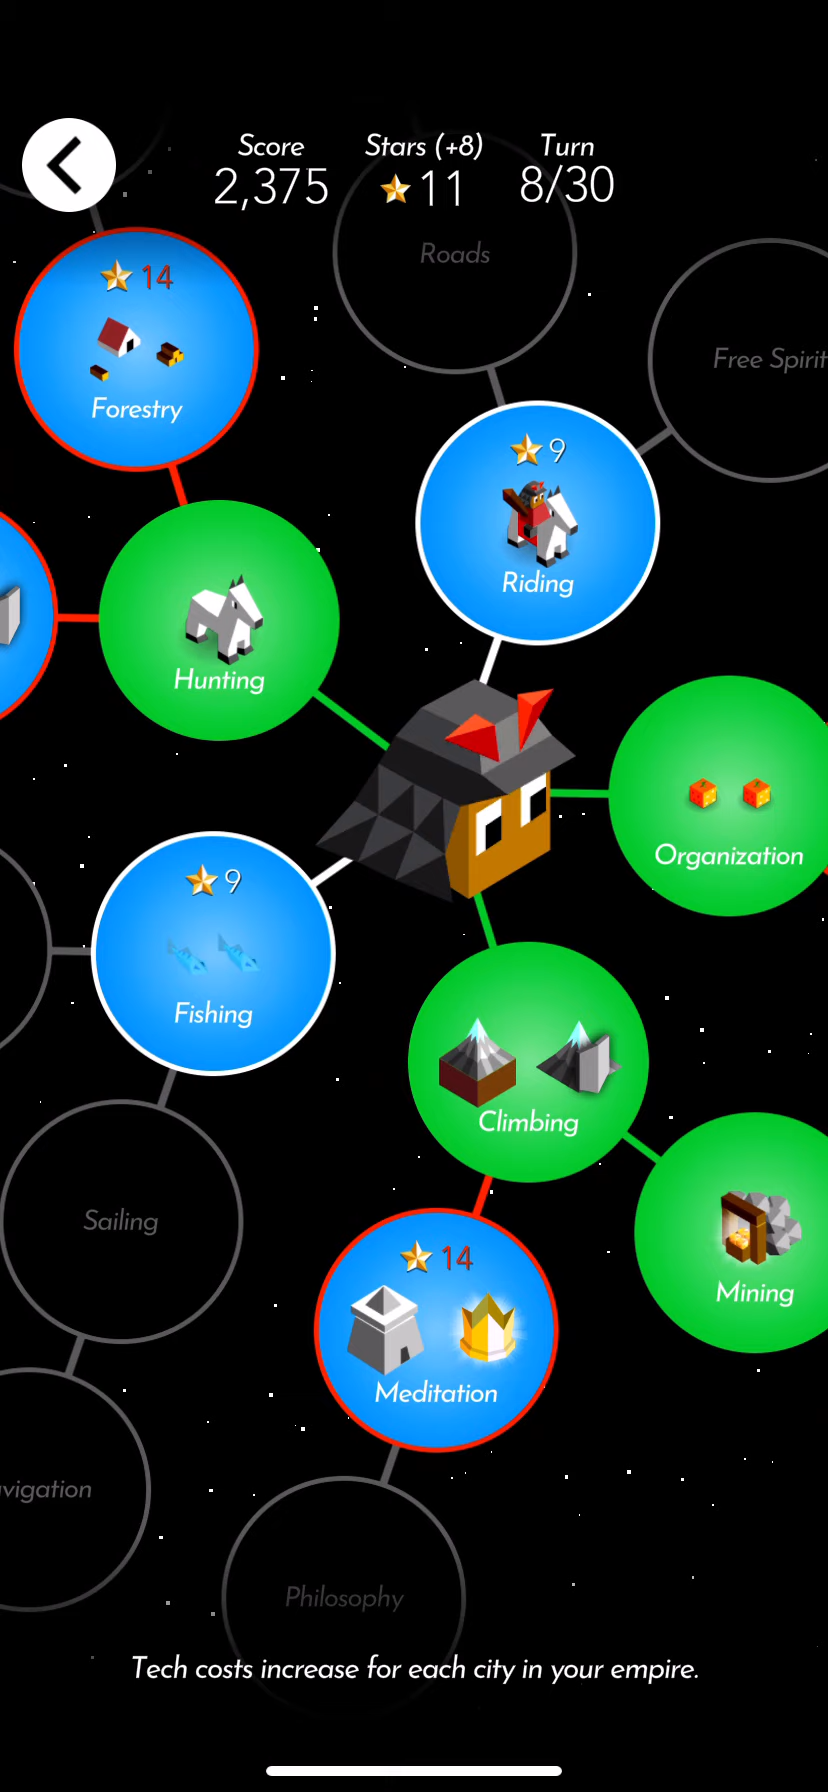 Score
Stars (+8)
Turn
2,375
11
8/30
Roads
14
Forestry
Free Spirit
9
Riding
Hunting
Organization
9
Fishing
Climbing
Sailing
14
Meditation
Mining
vigation
Philosophy
Tech costs increase for each city in your empire.